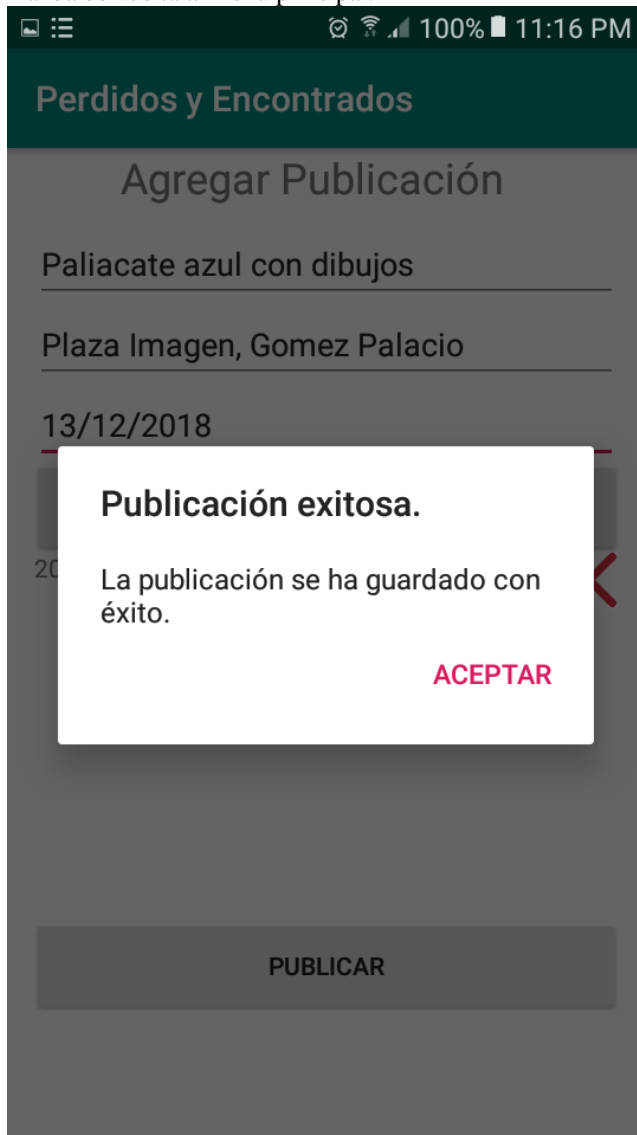 100% 11:16 PM
Perdidos y Encontrados
Agregar Publicación
Paliacate azul con dibujos
Plaza Imagen, Gomez Palacio
13/12/2018
20
Publicación exitosa.
La publicación se ha guardado con
éxito.
ACEPTAR
PUBLICAR